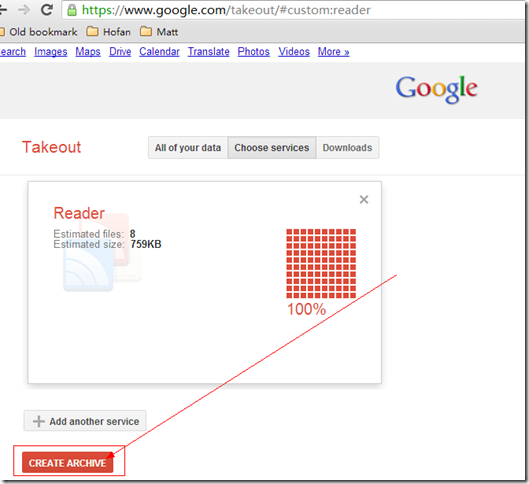 https://www.google.com/takeout/#custom:reader
Old bookmark Hofan Matt
earch Images Maps Drive Calendar Translate Photos Videos More »
Google
Takeout All of your data Choose services Downloads
Reader
Estimated files: 8
Estimated size: 759KB
100%
Add another service
CREATE ARCHIVE